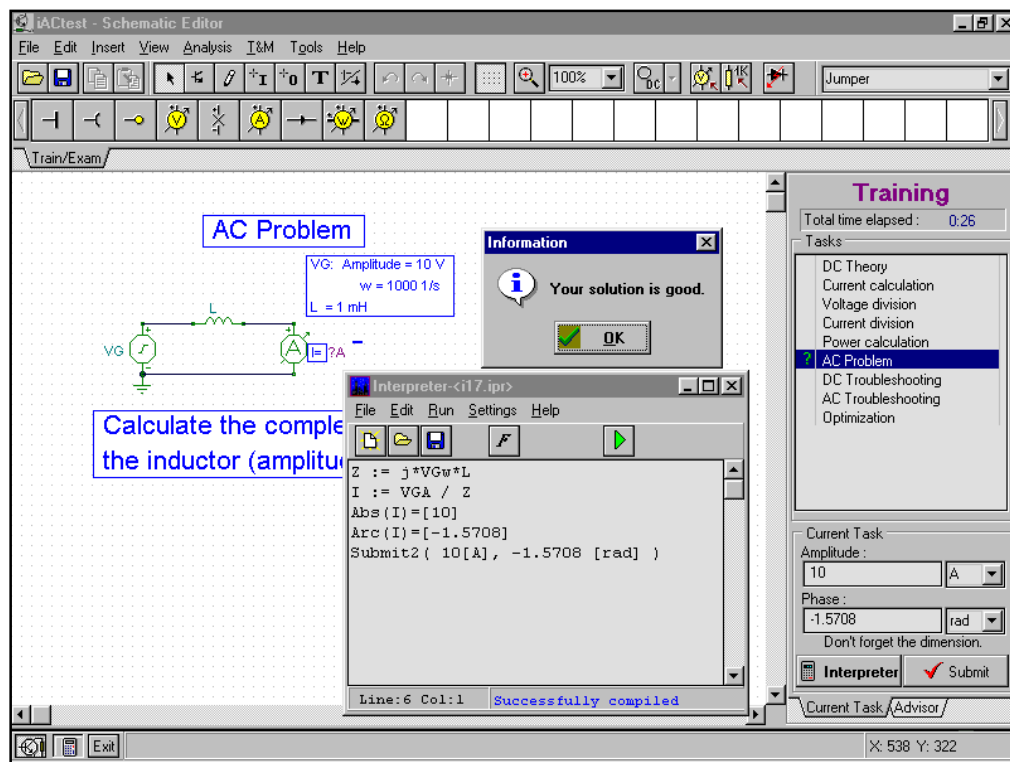 iACtest - Schematic Editor
File Edit Insert View Analysis T&M Tools Help
I O T 100% DC 1K Jumper
V A W Ω
Train/Exam
AC Problem
VG: Amplitude = 10 V
w = 1000 1/s
L = 1 mH
L
VG
A
I= ?A
Calculate the comple
the inductor (amplitu
Information
Your solution is good.
OK
Interpreter-<i17.ipr>
File Edit Run Settings Help
F
Z := j*VGw*L
I := VGA / Z
Abs(I)=[10]
Arc(I)=[-1.5708]
Submit2( 10[A], -1.5708 [rad] )
Line:6 Col:1 Successfully compiled
Training
Total time elapsed : 0:26
Tasks
DC Theory
Current calculation
Voltage division
Current division
Power calculation
? AC Problem
DC Troubleshooting
AC Troubleshooting
Optimization
Current Task
Amplitude :
10 A
Phase :
-1.5708 rad
Don't forget the dimension.
Interpreter Submit
Current Task Advisor
Exit X: 538 Y: 322